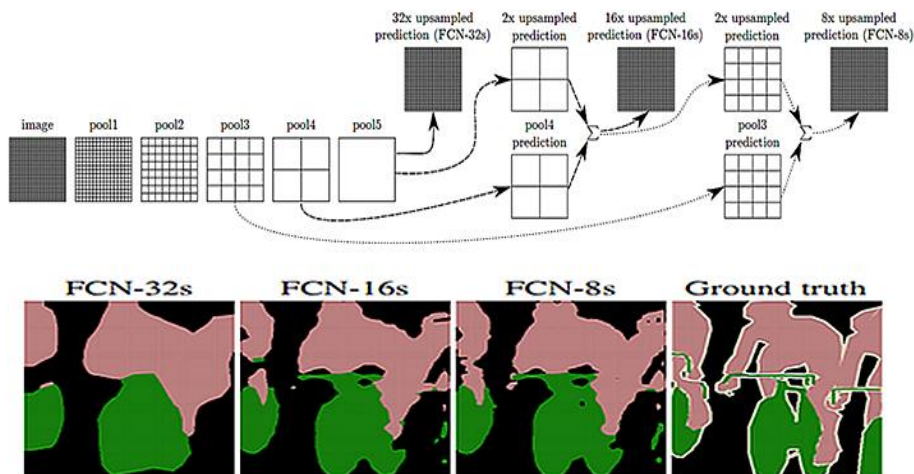 32x upsampled
prediction (FCN-32s)
2x upsampled
prediction
16x upsampled
prediction (FCN-16s)
2x upsampled
prediction
8x upsampled
prediction (FCN-8s)
image
pool1
pool2
pool3
pool4
pool5
pool4
prediction
pool3
prediction
Σ
Σ
FCN-32s
FCN-16s
FCN-8s
Ground truth